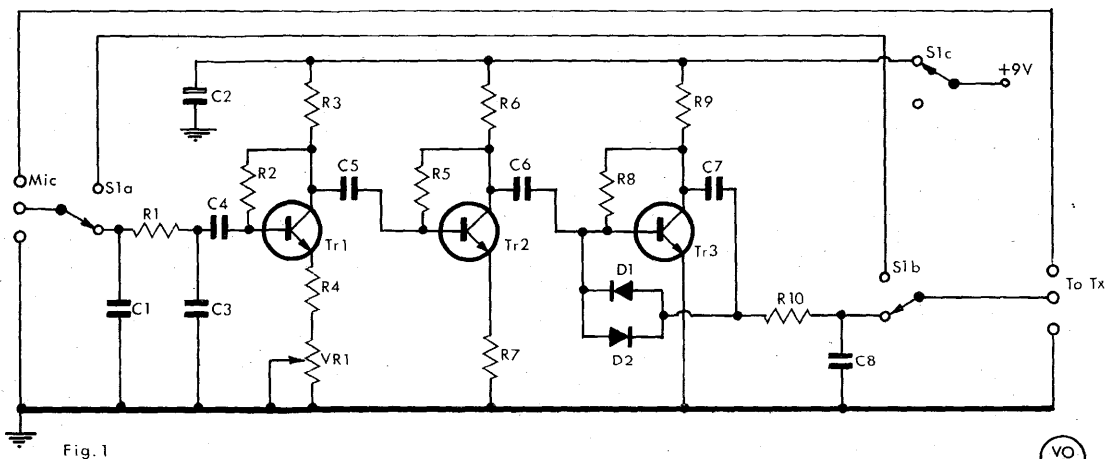 S1c
+9V
C2
R3
R6
R9
Mic
S1a
R2
C5
R5
C6
R8
C7
R1
C4
Tr1
Tr2
Tr3
S1b
To Tx
D1
R4
R10
C1
C3
VR1
R7
D2
C8
Fig. 1
VO